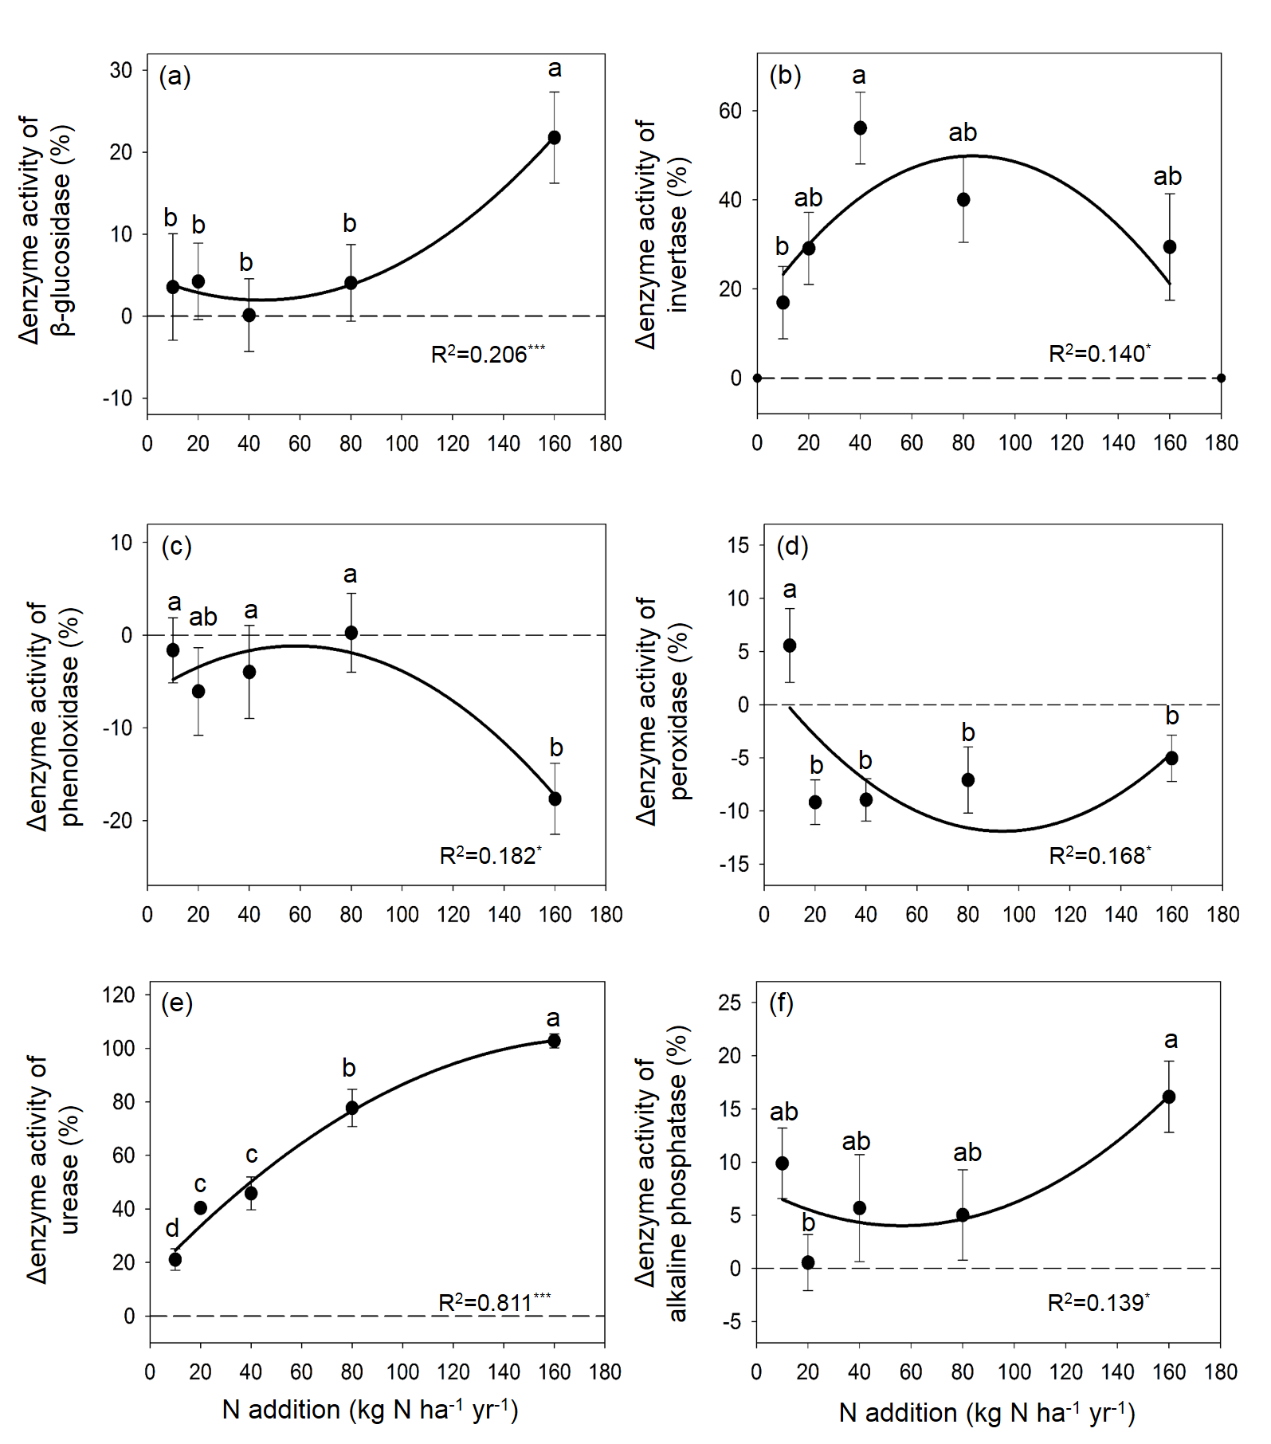 (a)
Δenzyme activity of
β-glucosidase (%)
30
20
10
0
-10
b
b
b
b
a
R²=0.206***
0 20 40 60 80 100 120 140 160 180
(b)
Δenzyme activity of
invertase (%)
60
40
20
0
b
ab
a
ab
ab
R²=0.140*
0 20 40 60 80 100 120 140 160 180
(c)
Δenzyme activity of
phenoloxidase (%)
10
0
-10
-20
a
ab
a
a
b
R²=0.182*
0 20 40 60 80 100 120 140 160 180
(d)
Δenzyme activity of
peroxidase (%)
15
10
5
0
-5
-10
-15
a
b
b
b
b
R²=0.168*
0 20 40 60 80 100 120 140 160 180
(e)
Δenzyme activity of
urease (%)
120
100
80
60
40
20
0
d
c
c
b
a
R²=0.811***
0 20 40 60 80 100 120 140 160 180
N addition (kg N ha⁻¹ yr⁻¹)
(f)
Δenzyme activity of
alkaline phosphatase (%)
25
20
15
10
5
0
-5
ab
b
ab
ab
a
R²=0.139*
0 20 40 60 80 100 120 140 160 180
N addition (kg N ha⁻¹ yr⁻¹)